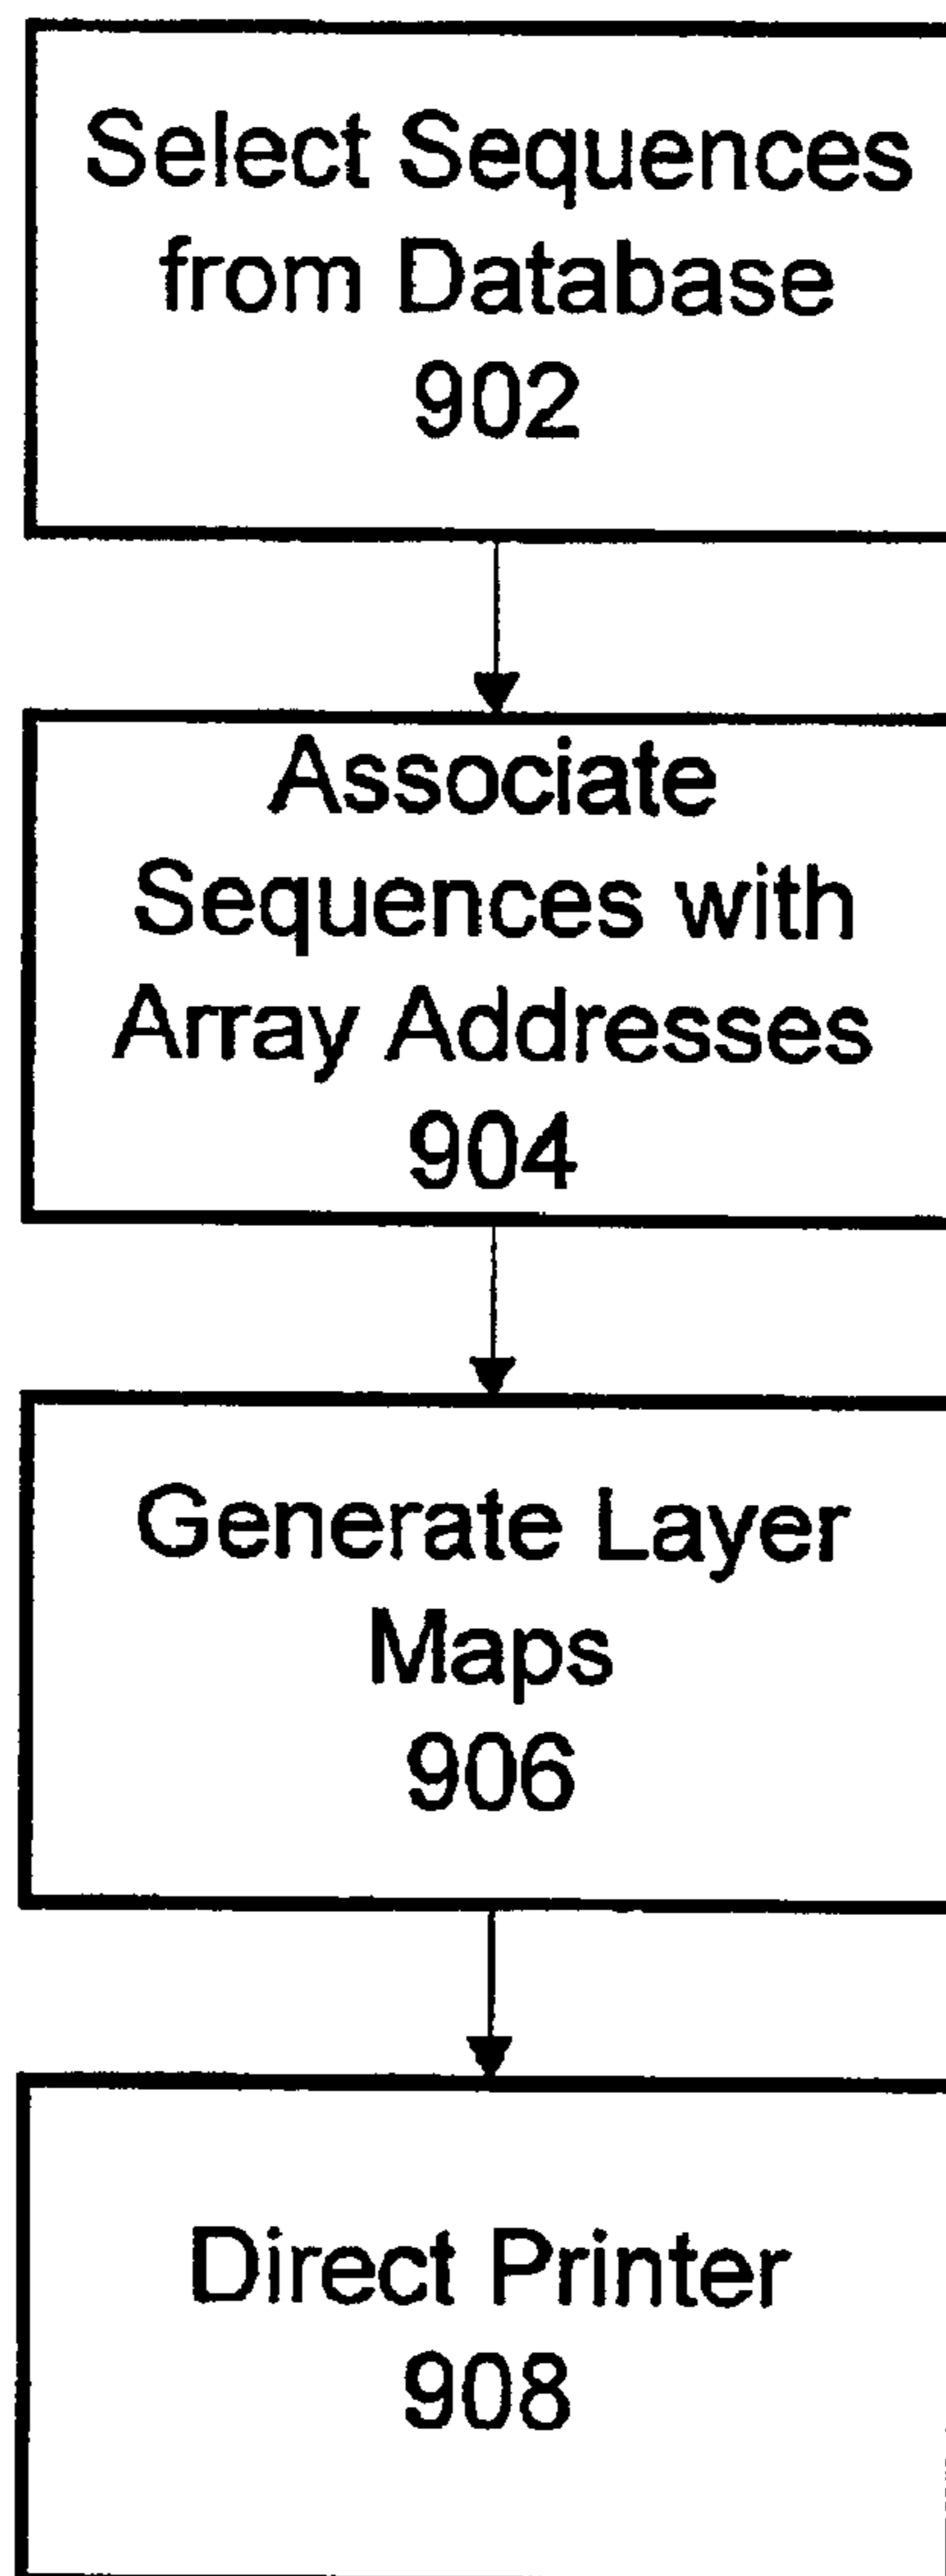 Select Sequences
from Database
902
Associate
Sequences with
Array Addresses
904
Generate Layer
Maps
906
Direct Printer
908